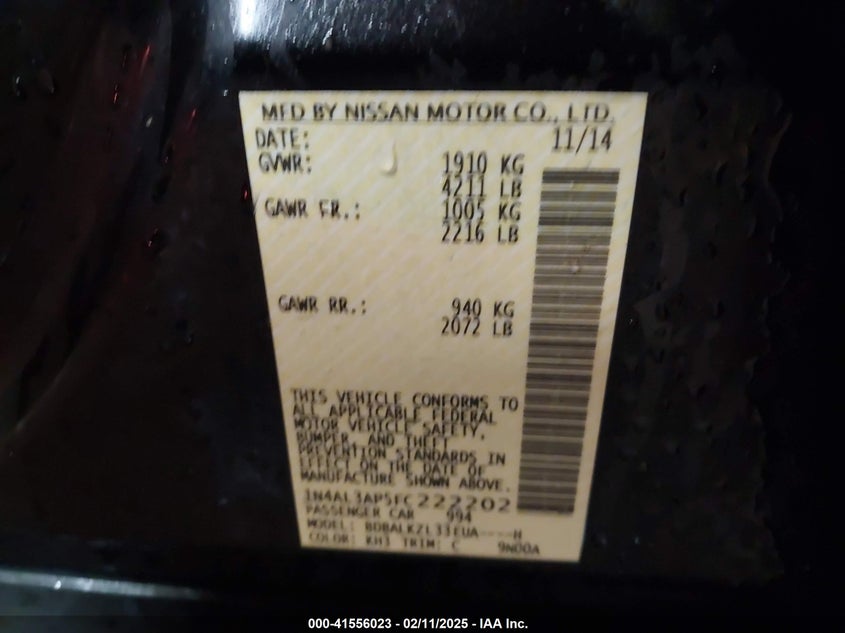 MFD BY NISSAN MOTOR CO., LTD.
DATE: 11/14
GVWR: 1910 KG
4211 LB
GAWR FR.: 1005 KG
2216 LB
GAWR RR.: 940 KG
2072 LB
THIS VEHICLE CONFORMS TO
ALL APPLICABLE FEDERAL
MOTOR VEHICLE SAFETY,
BUMPER, AND THEFT
PREVENTION STANDARDS IN
EFFECT ON THE DATE OF
MANUFACTURE SHOWN ABOVE.
1N4AL3AP5FC222202
PASSENGER CAR 994
MODEL: BDBALKZL33EUA----H
COLOR: KH3 TRIM: C 9N00A
000-41556023 — 02/11/2025 - IAA Inc.